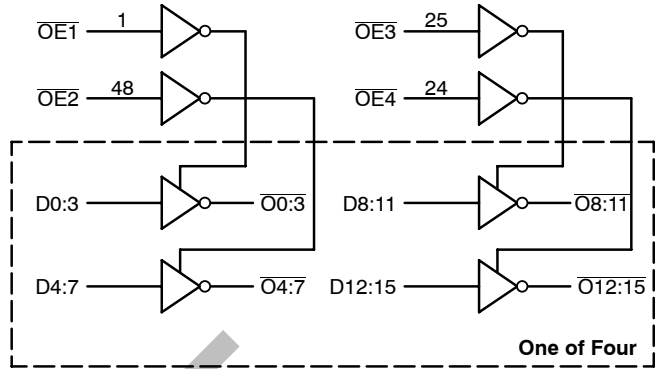 OE1 1
OE2 48
OE3 25
OE4 24
D0:3 O0:3
D4:7 O4:7
D8:11 O8:11
D12:15 O12:15
One of Four